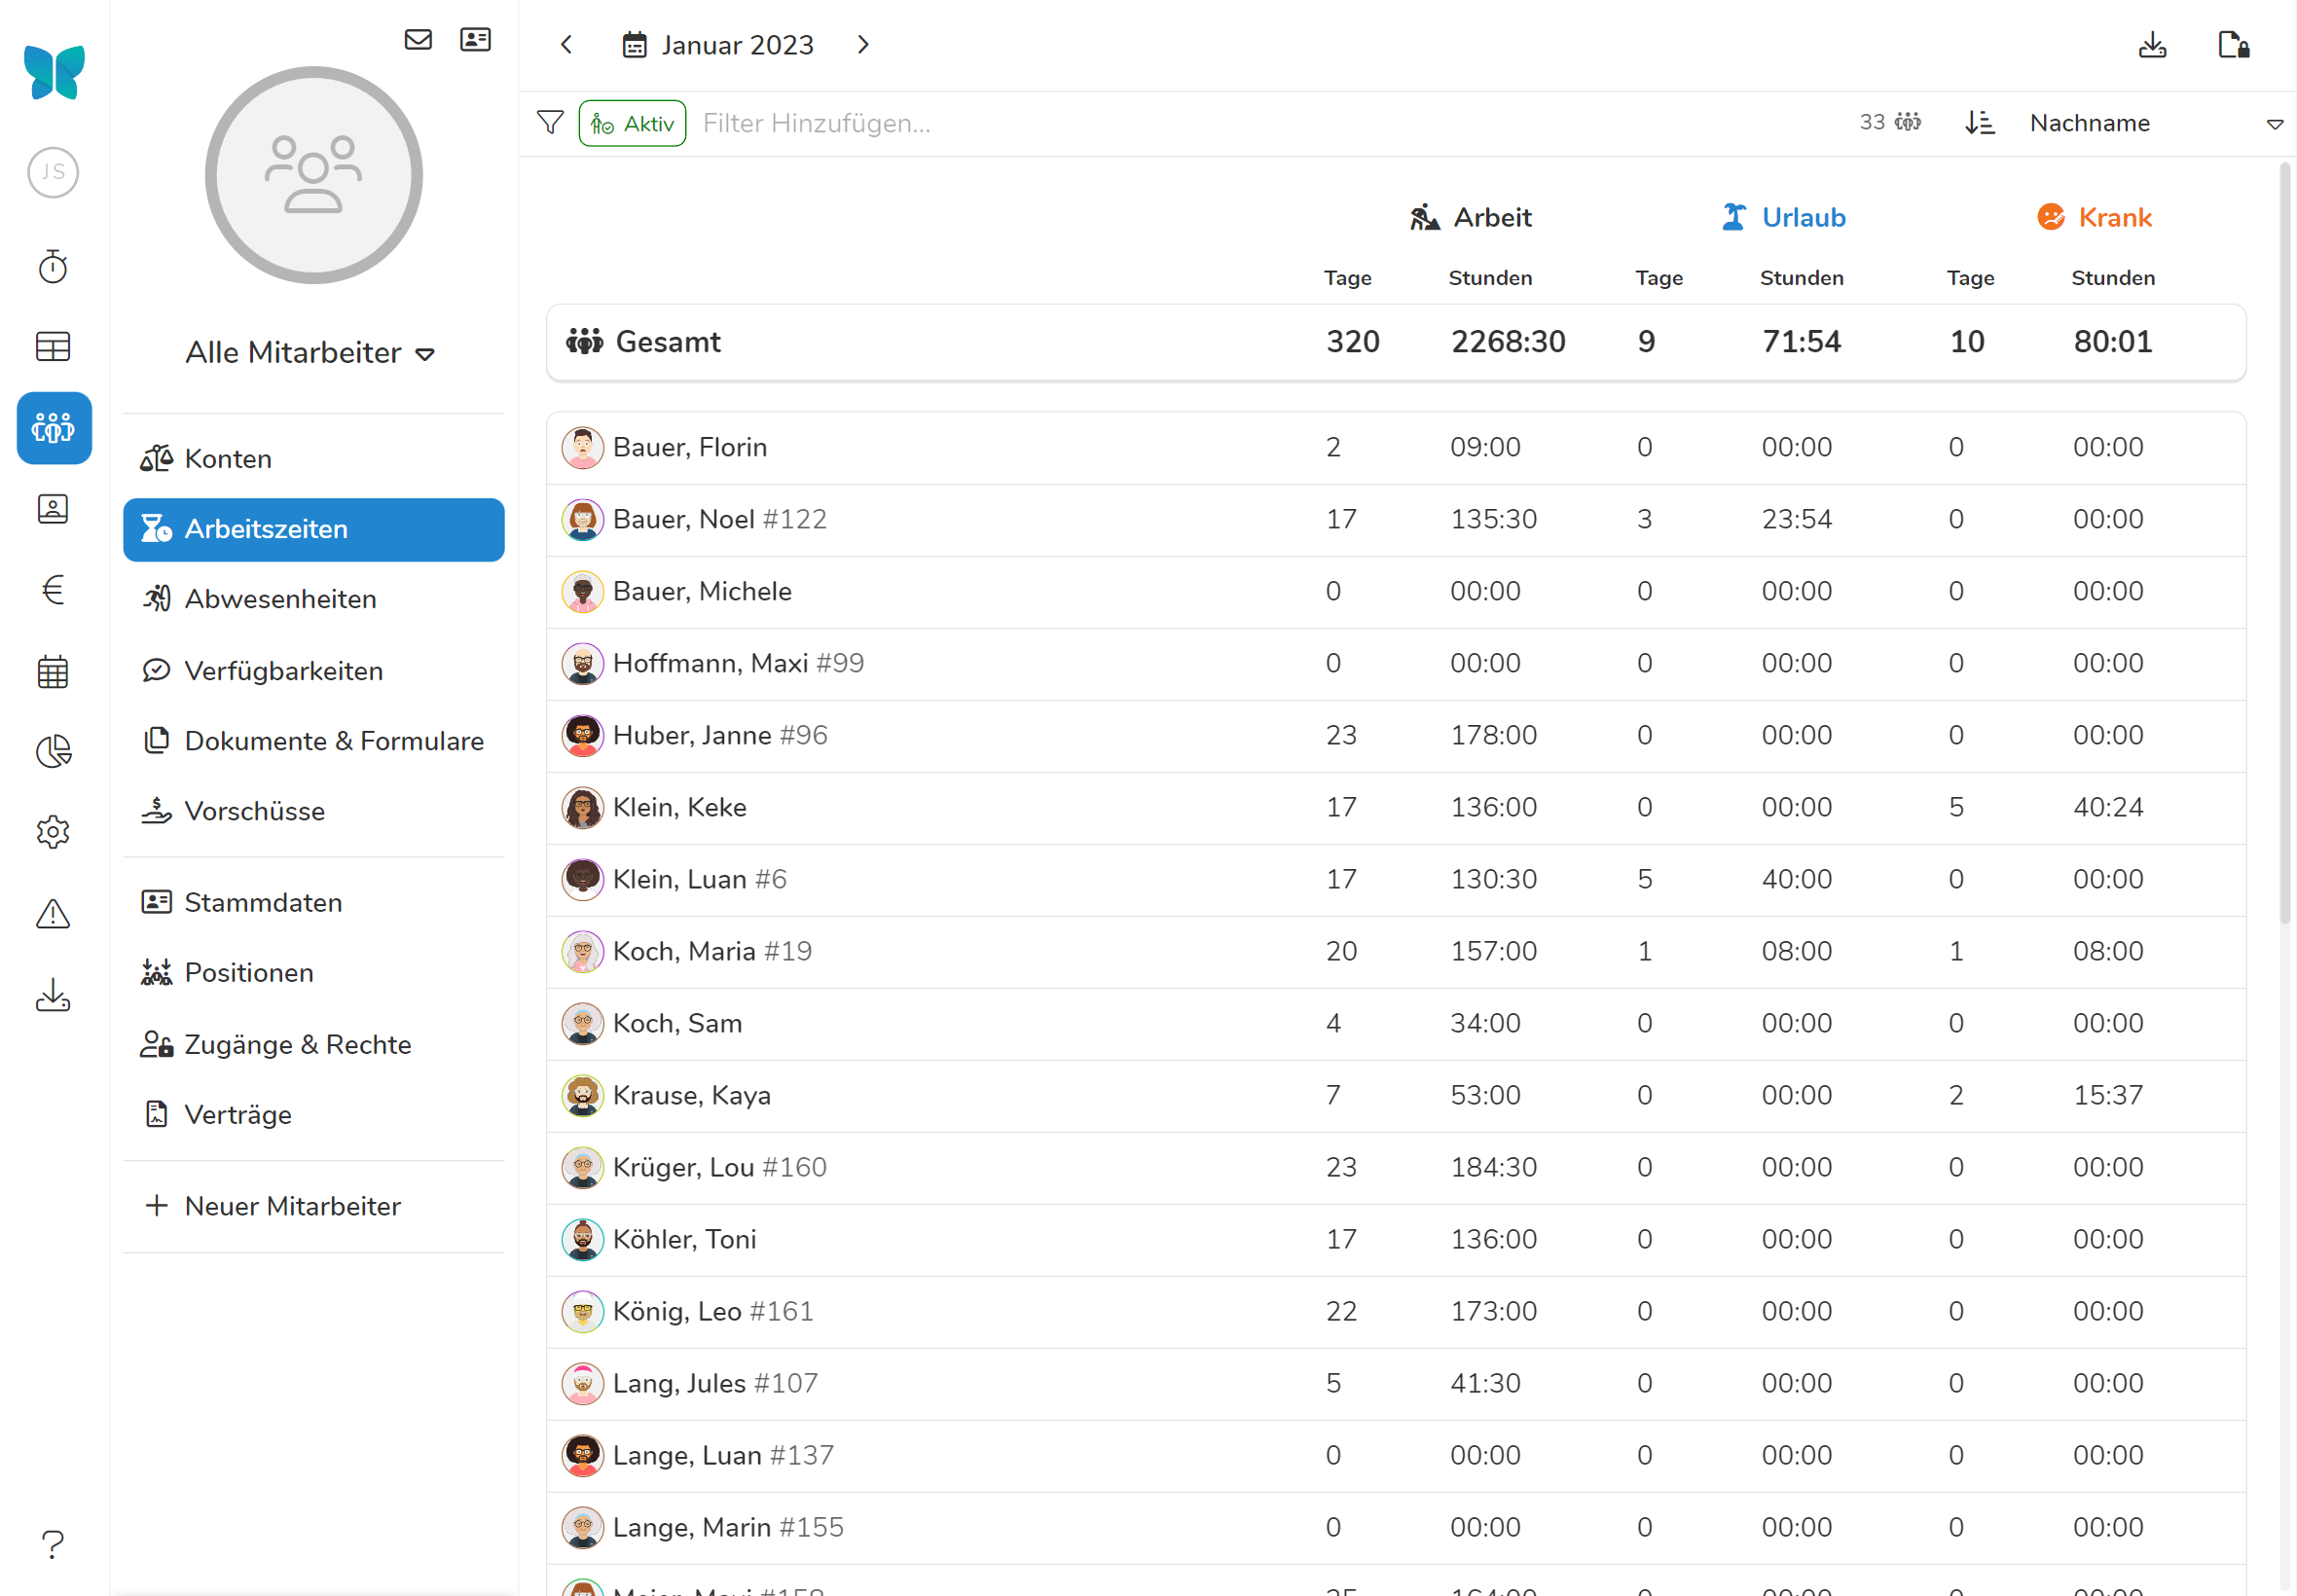 Januar 2023
JS
Aktiv Filter Hinzufügen... 33 Nachname
Alle Mitarbeiter
Konten
Arbeitszeiten
Abwesenheiten
Verfügbarkeiten
Dokumente & Formulare
Vorschüsse
Stammdaten
Positionen
Zugänge & Rechte
Verträge
Neuer Mitarbeiter
?
Arbeit Urlaub Krank
Tage Stunden Tage Stunden Tage Stunden
Gesamt 320 2268:30 9 71:54 10 80:01
Bauer, Florin 2 09:00 0 00:00 0 00:00
Bauer, Noel #122 17 135:30 3 23:54 0 00:00
Bauer, Michele 0 00:00 0 00:00 0 00:00
Hoffmann, Maxi #99 0 00:00 0 00:00 0 00:00
Huber, Janne #96 23 178:00 0 00:00 0 00:00
Klein, Keke 17 136:00 0 00:00 5 40:24
Klein, Luan #6 17 130:30 5 40:00 0 00:00
Koch, Maria #19 20 157:00 1 08:00 1 08:00
Koch, Sam 4 34:00 0 00:00 0 00:00
Krause, Kaya 7 53:00 0 00:00 2 15:37
Krüger, Lou #160 23 184:30 0 00:00 0 00:00
Köhler, Toni 17 136:00 0 00:00 0 00:00
König, Leo #161 22 173:00 0 00:00 0 00:00
Lang, Jules #107 5 41:30 0 00:00 0 00:00
Lange, Luan #137 0 00:00 0 00:00 0 00:00
Lange, Marin #155 0 00:00 0 00:00 0 00:00